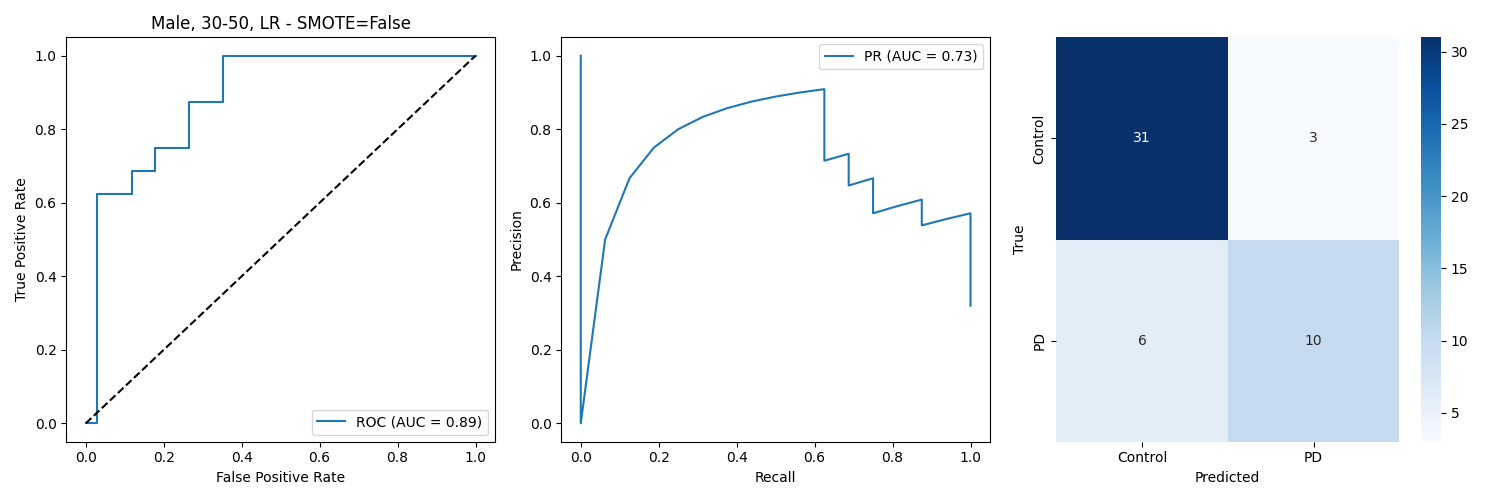 Male, 30-50, LR - SMOTE=False
1.0
0.8
0.6
0.4
0.2
0.0
True Positive Rate
0.0 0.2 0.4 0.6 0.8 1.0
False Positive Rate
ROC (AUC = 0.89)
1.0
0.8
0.6
0.4
0.2
0.0
Precision
0.0 0.2 0.4 0.6 0.8 1.0
Recall
PR (AUC = 0.73)
Control
PD
True
31 3
6 10
Control PD
Predicted
30
25
20
15
10
5